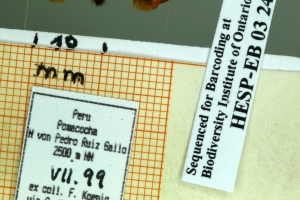 10
mm
Peru
Pomacocha
N von Pedro Ruiz Gallo
2500 m NN
VII. 99
ex coll. F. Koenig
Sequenced for Barcoding at
Biodiversity Institute of Ontario
HESP-EB 03 24